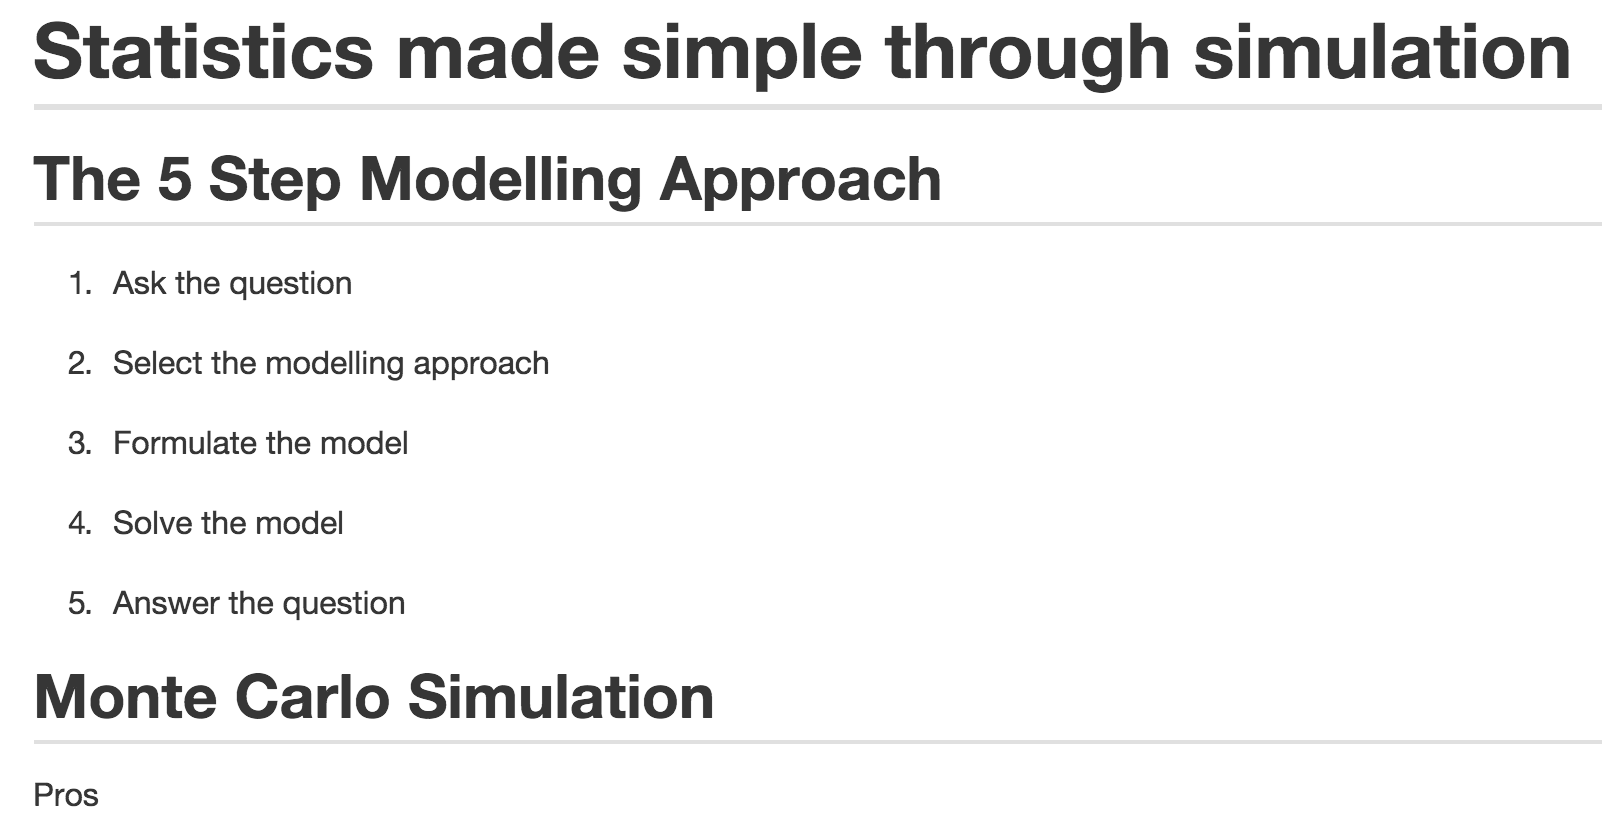 Statistics made simple through simulation
The 5 Step Modelling Approach
1. Ask the question
2. Select the modelling approach
3. Formulate the model
4. Solve the model
5. Answer the question
Monte Carlo Simulation
Pros